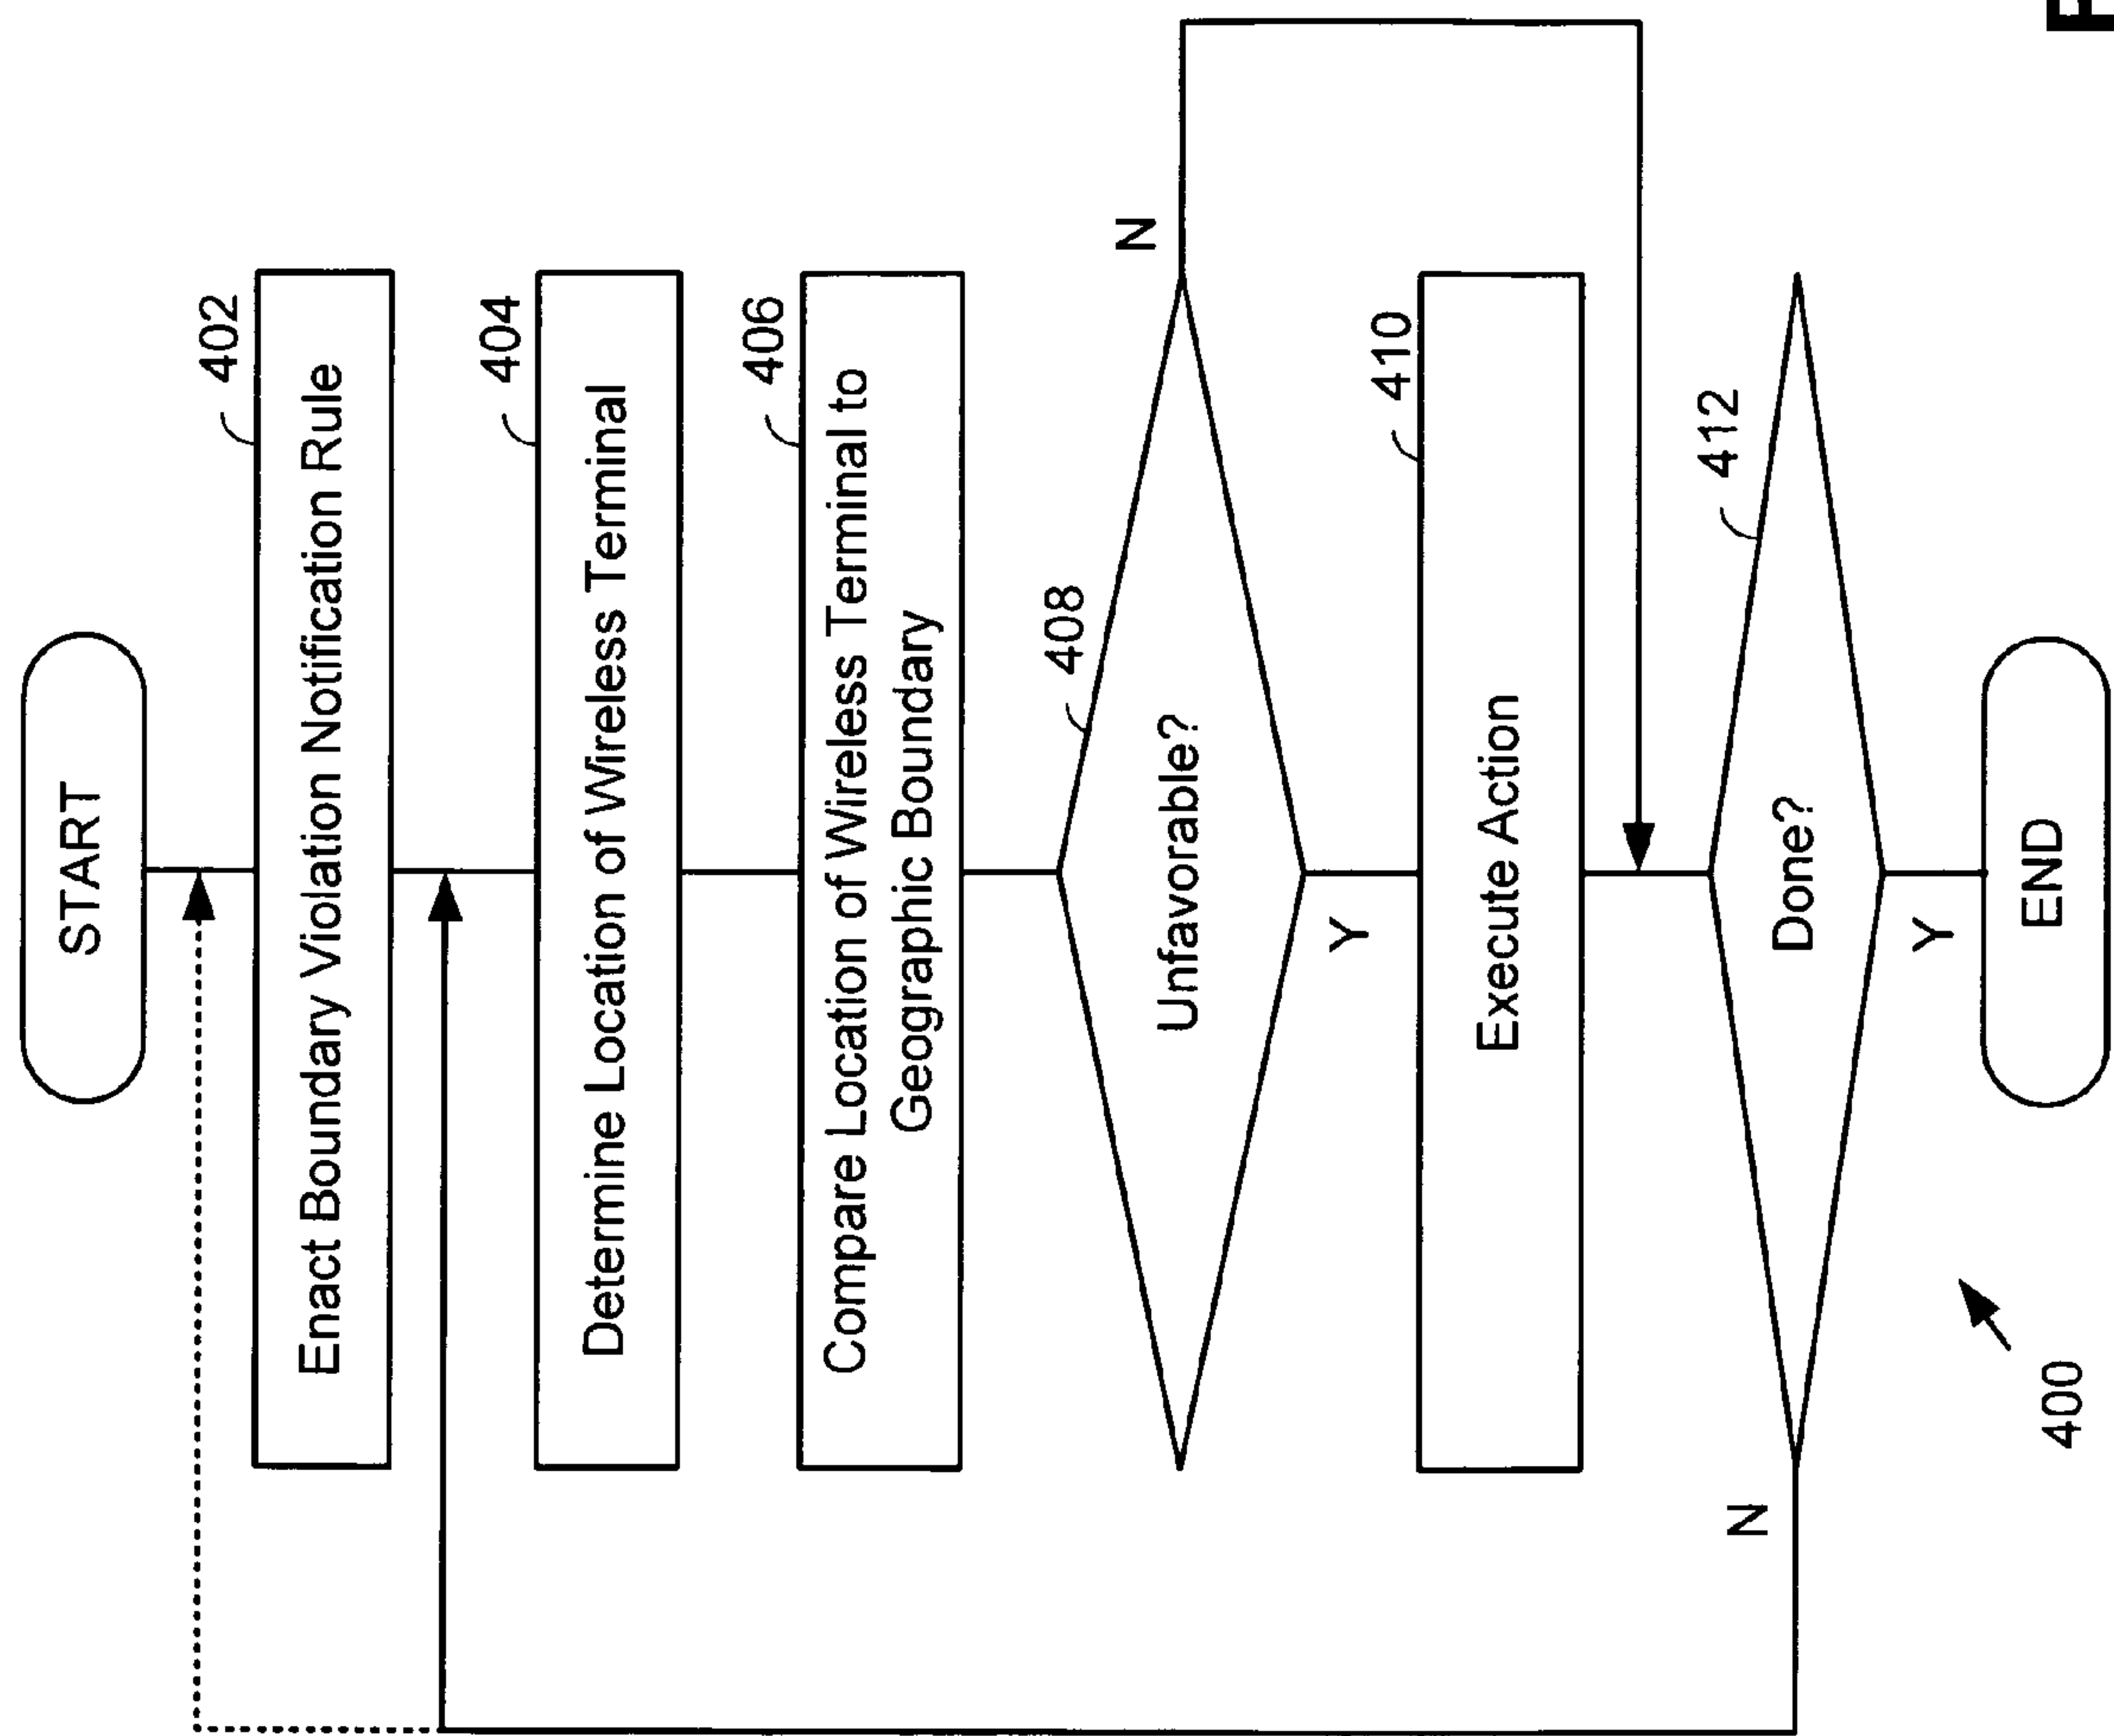 START
402
Enact Boundary Violation Notification Rule
404
Determine Location of Wireless Terminal
406
Compare Location of Wireless Terminal to
Geographic Boundary
408
Unfavorable?
N
Y
410
Execute Action
412
Done?
N
Y
END
400